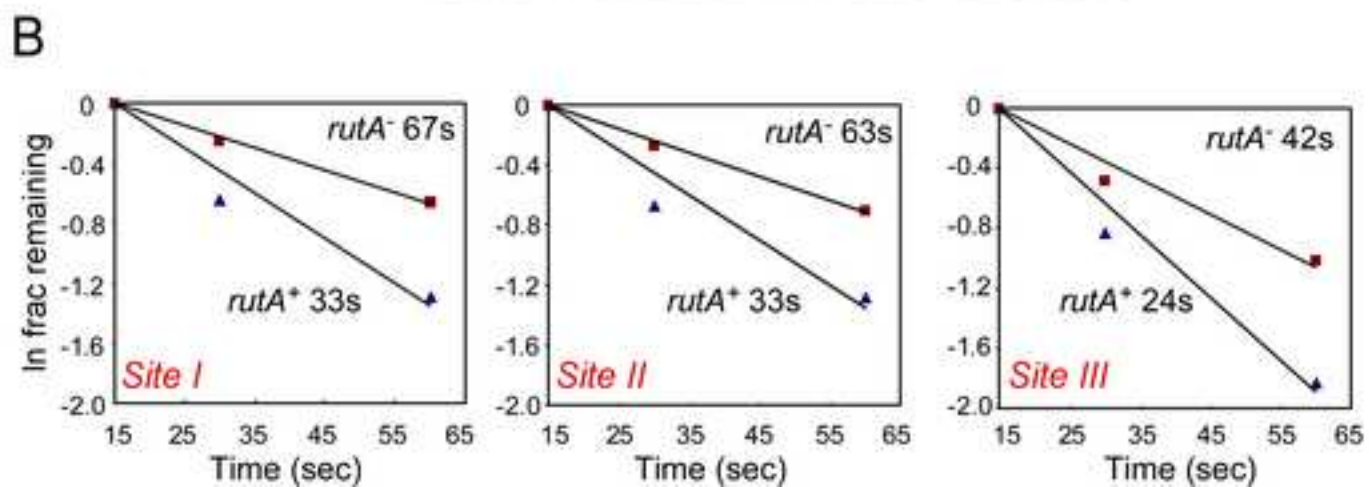 B
ln frac remaining
0
-0.4
-0.8
-1.2
-1.6
-2.0
rutA- 67s
rutA+ 33s
Site I
15 25 35 45 55 65
Time (sec)
0
-0.4
-0.8
-1.2
-1.6
-2.0
rutA- 63s
rutA+ 33s
Site II
15 25 35 45 55 65
Time (sec)
0
-0.4
-0.8
-1.2
-1.6
-2.0
rutA- 42s
rutA+ 24s
Site III
15 25 35 45 55 65
Time (sec)